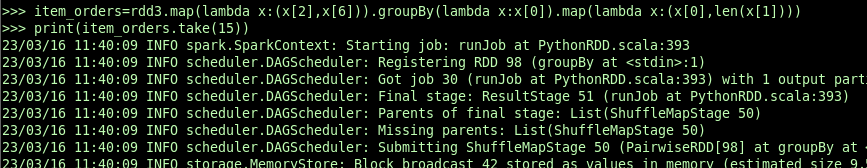 >>> item_orders=rdd3.map(lambda x:(x[2],x[6])).groupBy(lambda x:x[0]).map(lambda x:(x[0],len(x[1])))
>>> print(item_orders.take(15))
23/03/16 11:40:09 INFO spark.SparkContext: Starting job: runJob at PythonRDD.scala:393
23/03/16 11:40:09 INFO scheduler.DAGScheduler: Registering RDD 98 (groupBy at <stdin>:1)
23/03/16 11:40:09 INFO scheduler.DAGScheduler: Got job 30 (runJob at PythonRDD.scala:393) with 1 output part
23/03/16 11:40:09 INFO scheduler.DAGScheduler: Final stage: ResultStage 51 (runJob at PythonRDD.scala:393)
23/03/16 11:40:09 INFO scheduler.DAGScheduler: Parents of final stage: List(ShuffleMapStage 50)
23/03/16 11:40:09 INFO scheduler.DAGScheduler: Missing parents: List(ShuffleMapStage 50)
23/03/16 11:40:09 INFO scheduler.DAGScheduler: Submitting ShuffleMapStage 50 (PairwiseRDD[98] at groupBy at
23/03/16 11:40:09 INFO storage.MemoryStore: Block broadcast_42 stored as values in memory (estimated size 9.